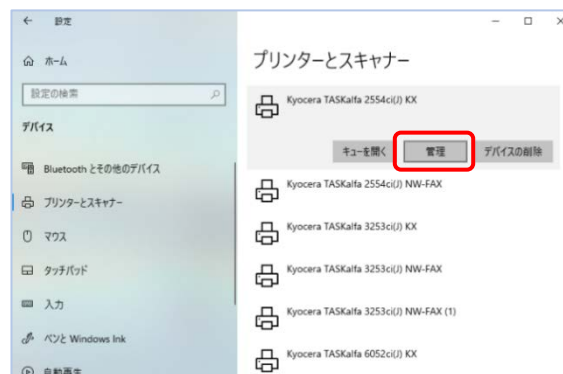 設定
ホーム
設定の検索
デバイス
Bluetooth とその他のデバイス
プリンターとスキャナー
マウス
タッチパッド
入力
ペンと Windows Ink
自動再生
プリンターとスキャナー
Kyocera TASKalfa 2554ci(J) KX
キューを開く 管理 デバイスの削除
Kyocera TASKalfa 2554ci(J) NW-FAX
Kyocera TASKalfa 3253ci(J) KX
Kyocera TASKalfa 3253ci(J) NW-FAX
Kyocera TASKalfa 3253ci(J) NW-FAX (1)
Kyocera TASKalfa 6052ci(J) KX